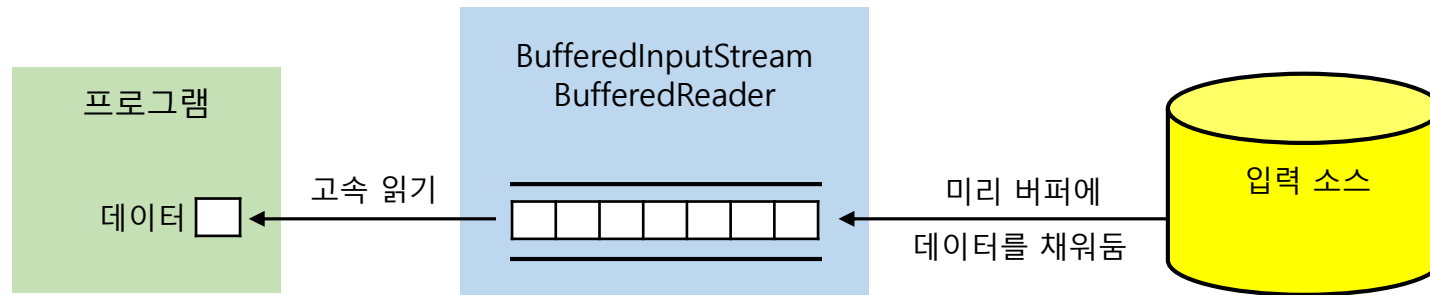 프로그램
데이터
고속 읽기
BufferedInputStream
BufferedReader
미리 버퍼에
데이터를 채워둠
입력 소스